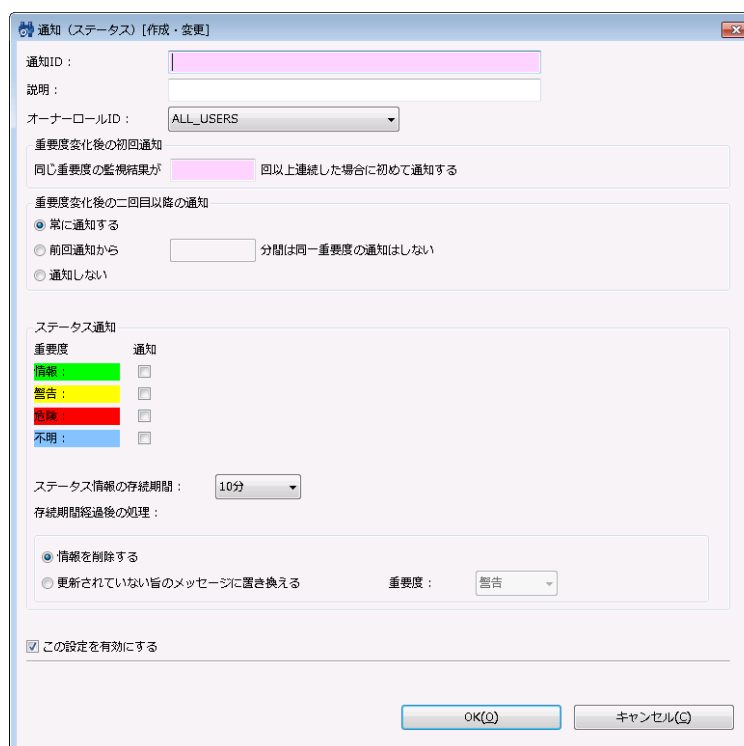 通知（ステータス）[作成・変更]
通知ID：
説明：
オーナーロールID： ALL_USERS
重要度変化後の初回通知
同じ重要度の監視結果が 回以上連続した場合に初めて通知する
重要度変化後の二回目以降の通知
常に通知する
前回通知から 分間は同一重要度の通知はしない
通知しない
ステータス通知
重要度 通知
情報：
警告：
危険：
不明：
ステータス情報の存続期間： 10分
存続期間経過後の処理：
情報を削除する
更新されていない旨のメッセージに置き換える 重要度： 警告
この設定を有効にする
OK(O) キャンセル(C)